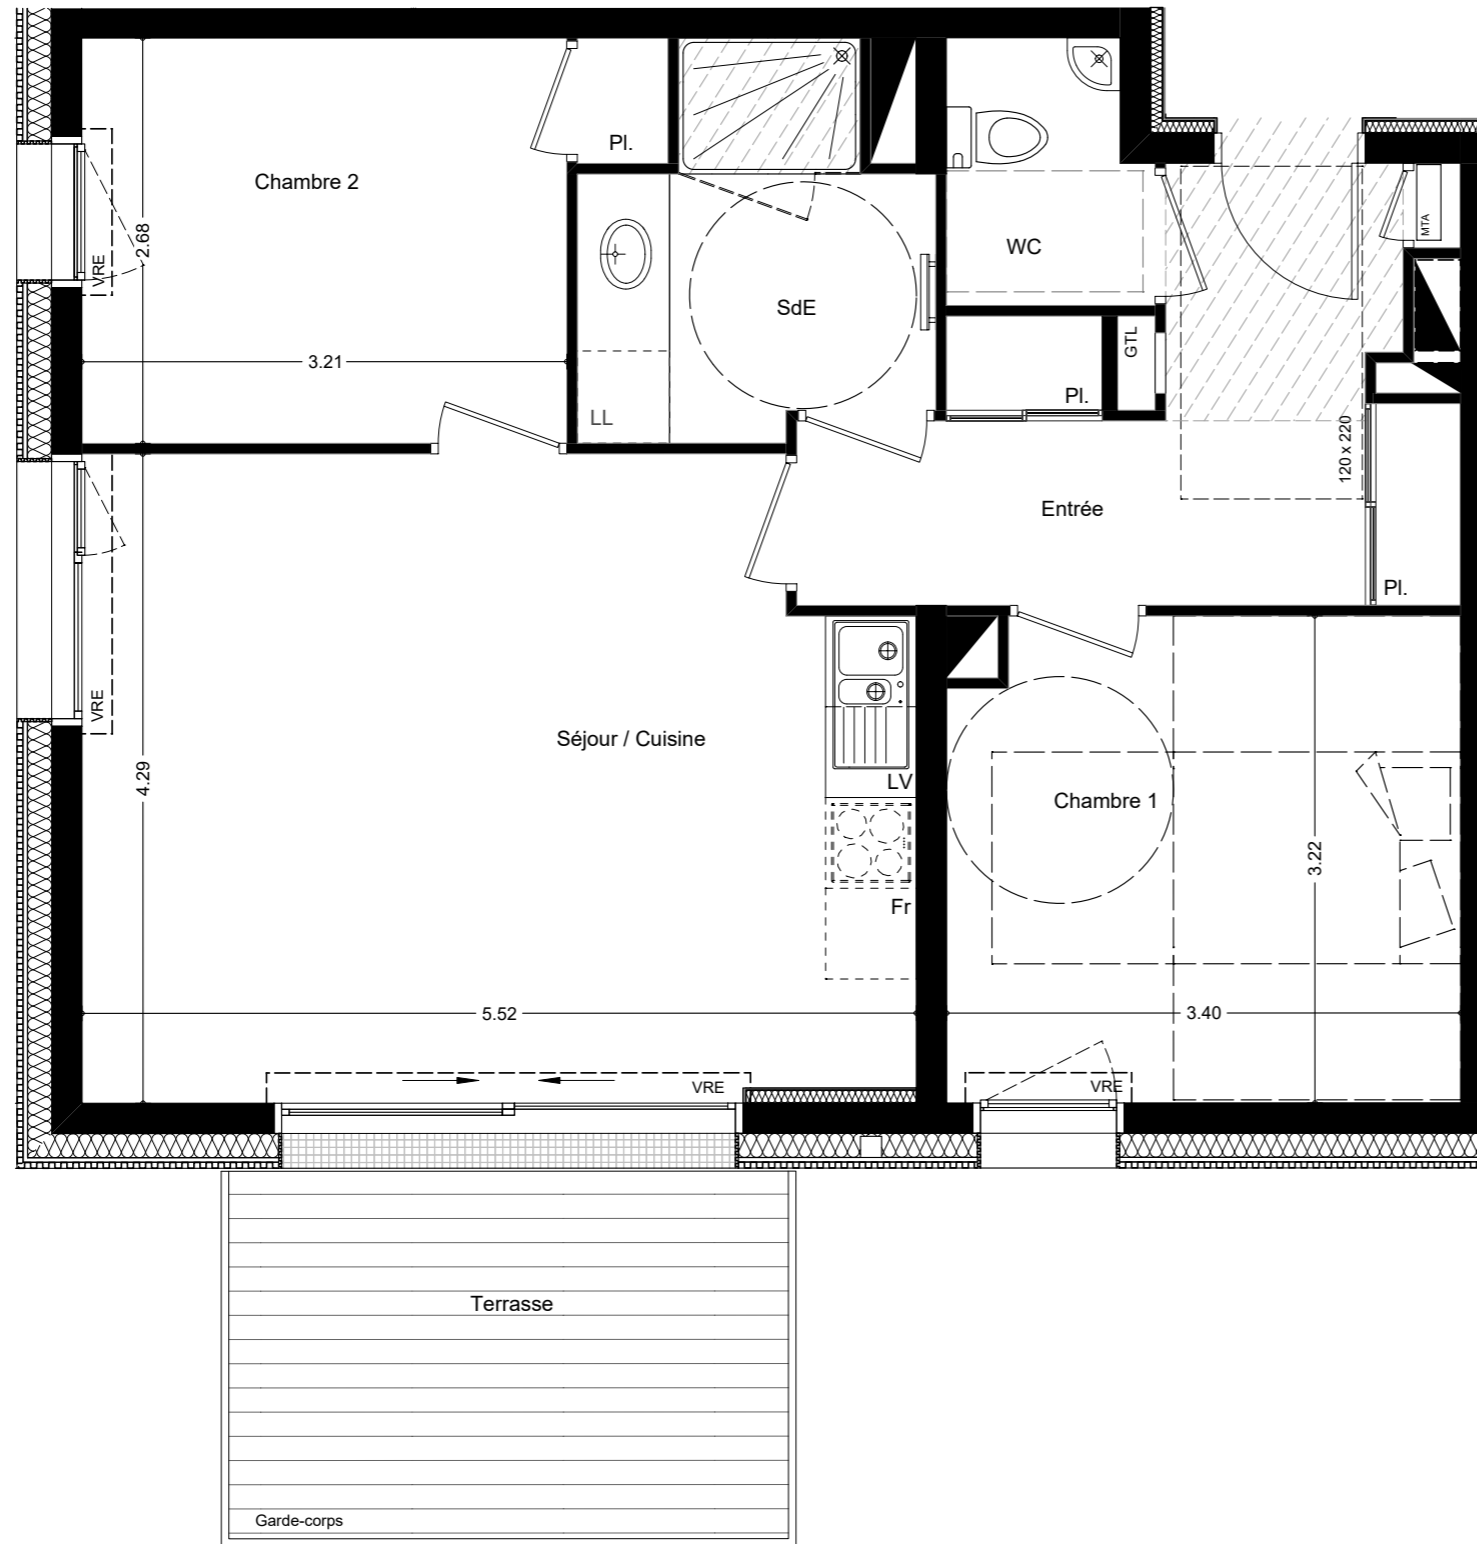 Pl.
Chambre 2
2.68
VRE
WC
MTA
SdE
GTL
3.21
Pl.
LL
120 x 220
Entrée
Pl.
VRE
Séjour / Cuisine
4.29
LV
Chambre 1
3.22
Fr
5.52
3.40
VRE
VRE
Terrasse
Garde-corps